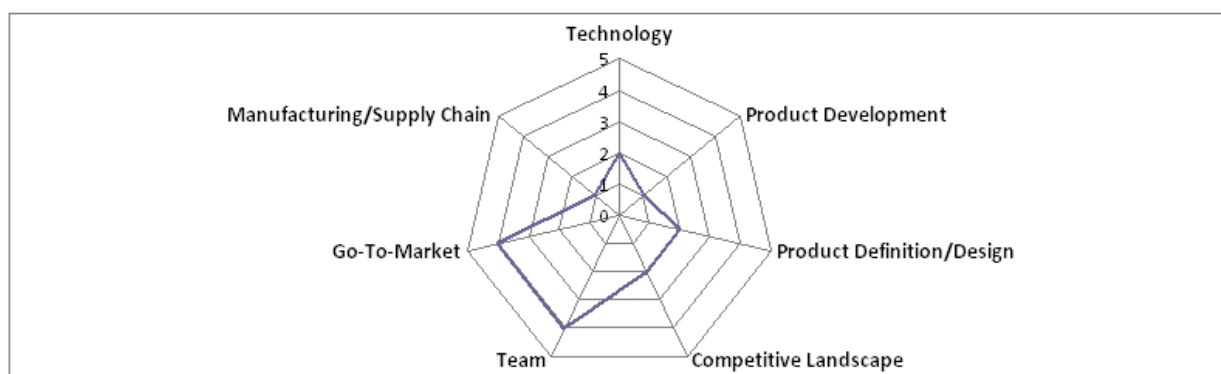 Technology
5
4
3
2
1
0
Manufacturing/Supply Chain
Product Development
Go-To-Market
Product Definition/Design
Team
Competitive Landscape